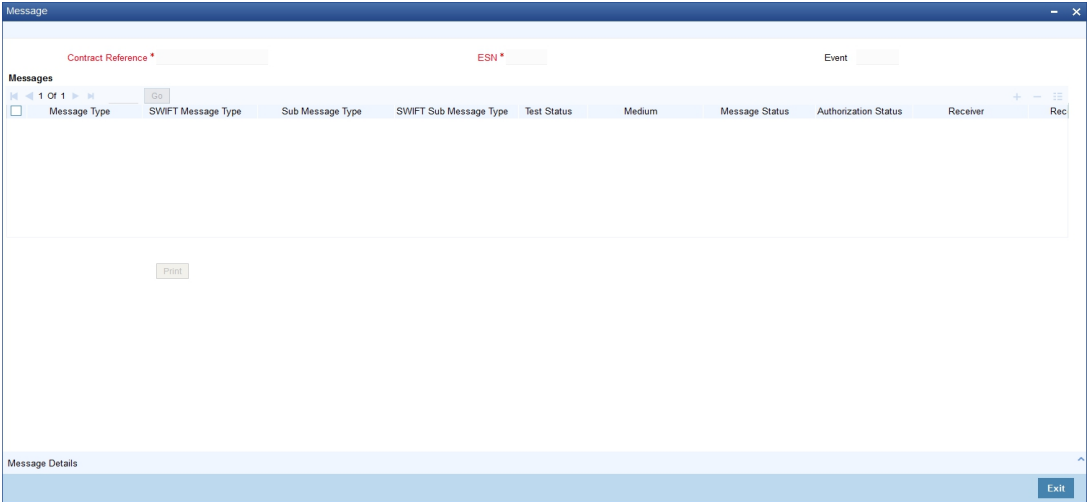 Message
Contract Reference * ESN * Event
Messages
1 Of 1 Go
Message Type SWIFT Message Type Sub Message Type SWIFT Sub Message Type Test Status Medium Message Status Authorization Status Receiver Rec
Print
Message Details
Exit